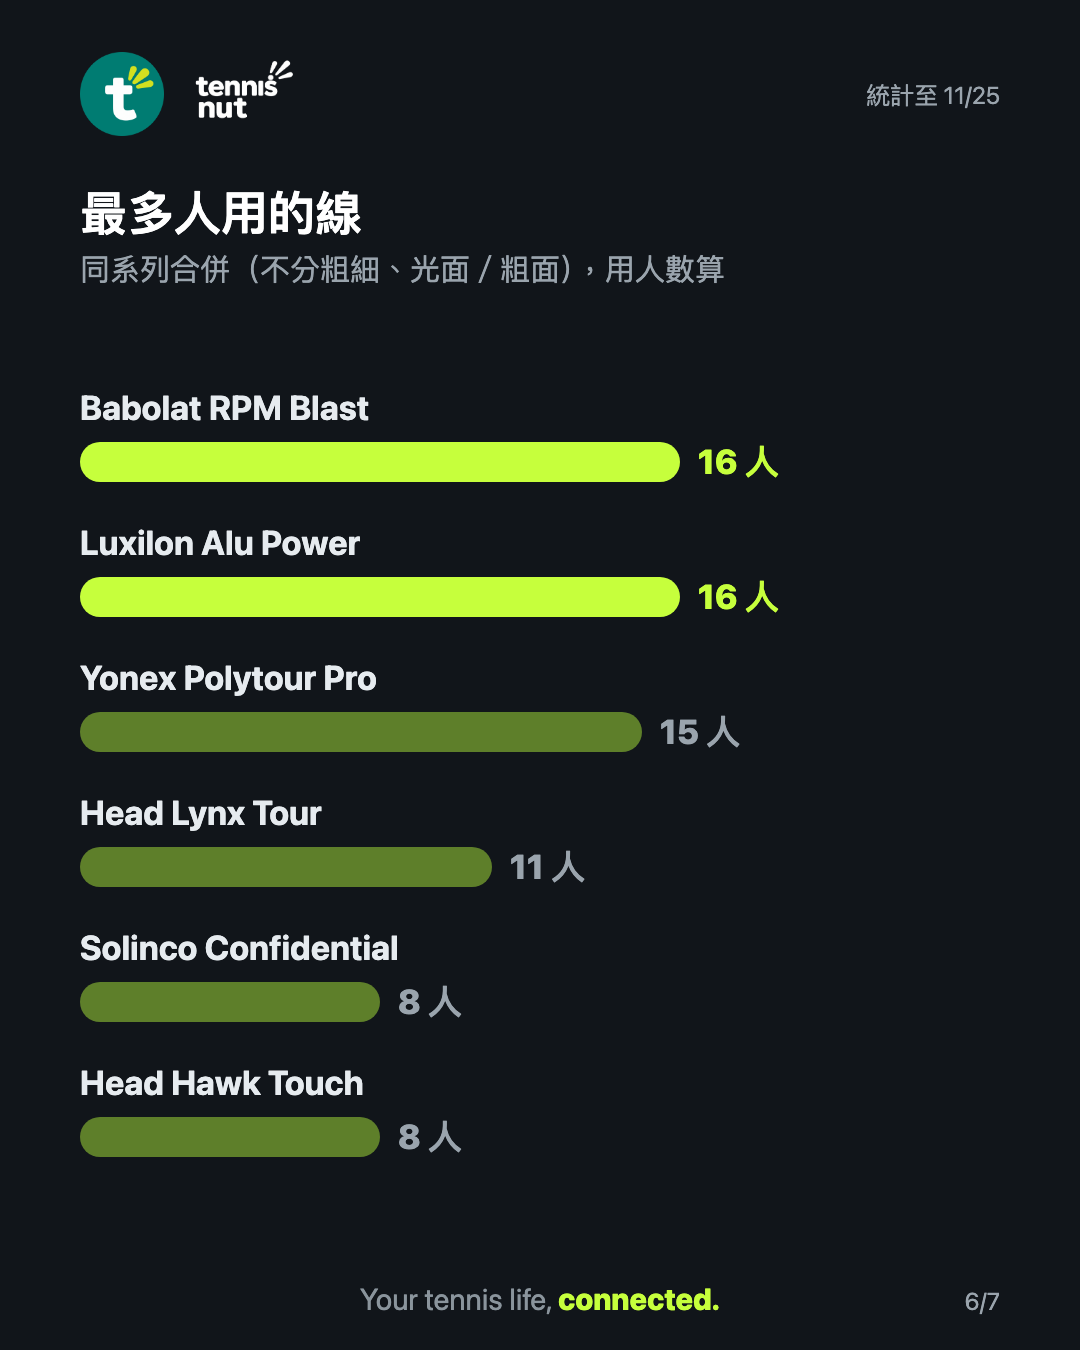 t
tennis
nut
統計至 11/25
最多人用的線
同系列合併（不分粗細、光面 / 粗面），用人數算
Babolat RPM Blast
16 人
Luxilon Alu Power
16 人
Yonex Polytour Pro
15 人
Head Lynx Tour
11 人
Solinco Confidential
8 人
Head Hawk Touch
8 人
Your tennis life, connected.
6/7